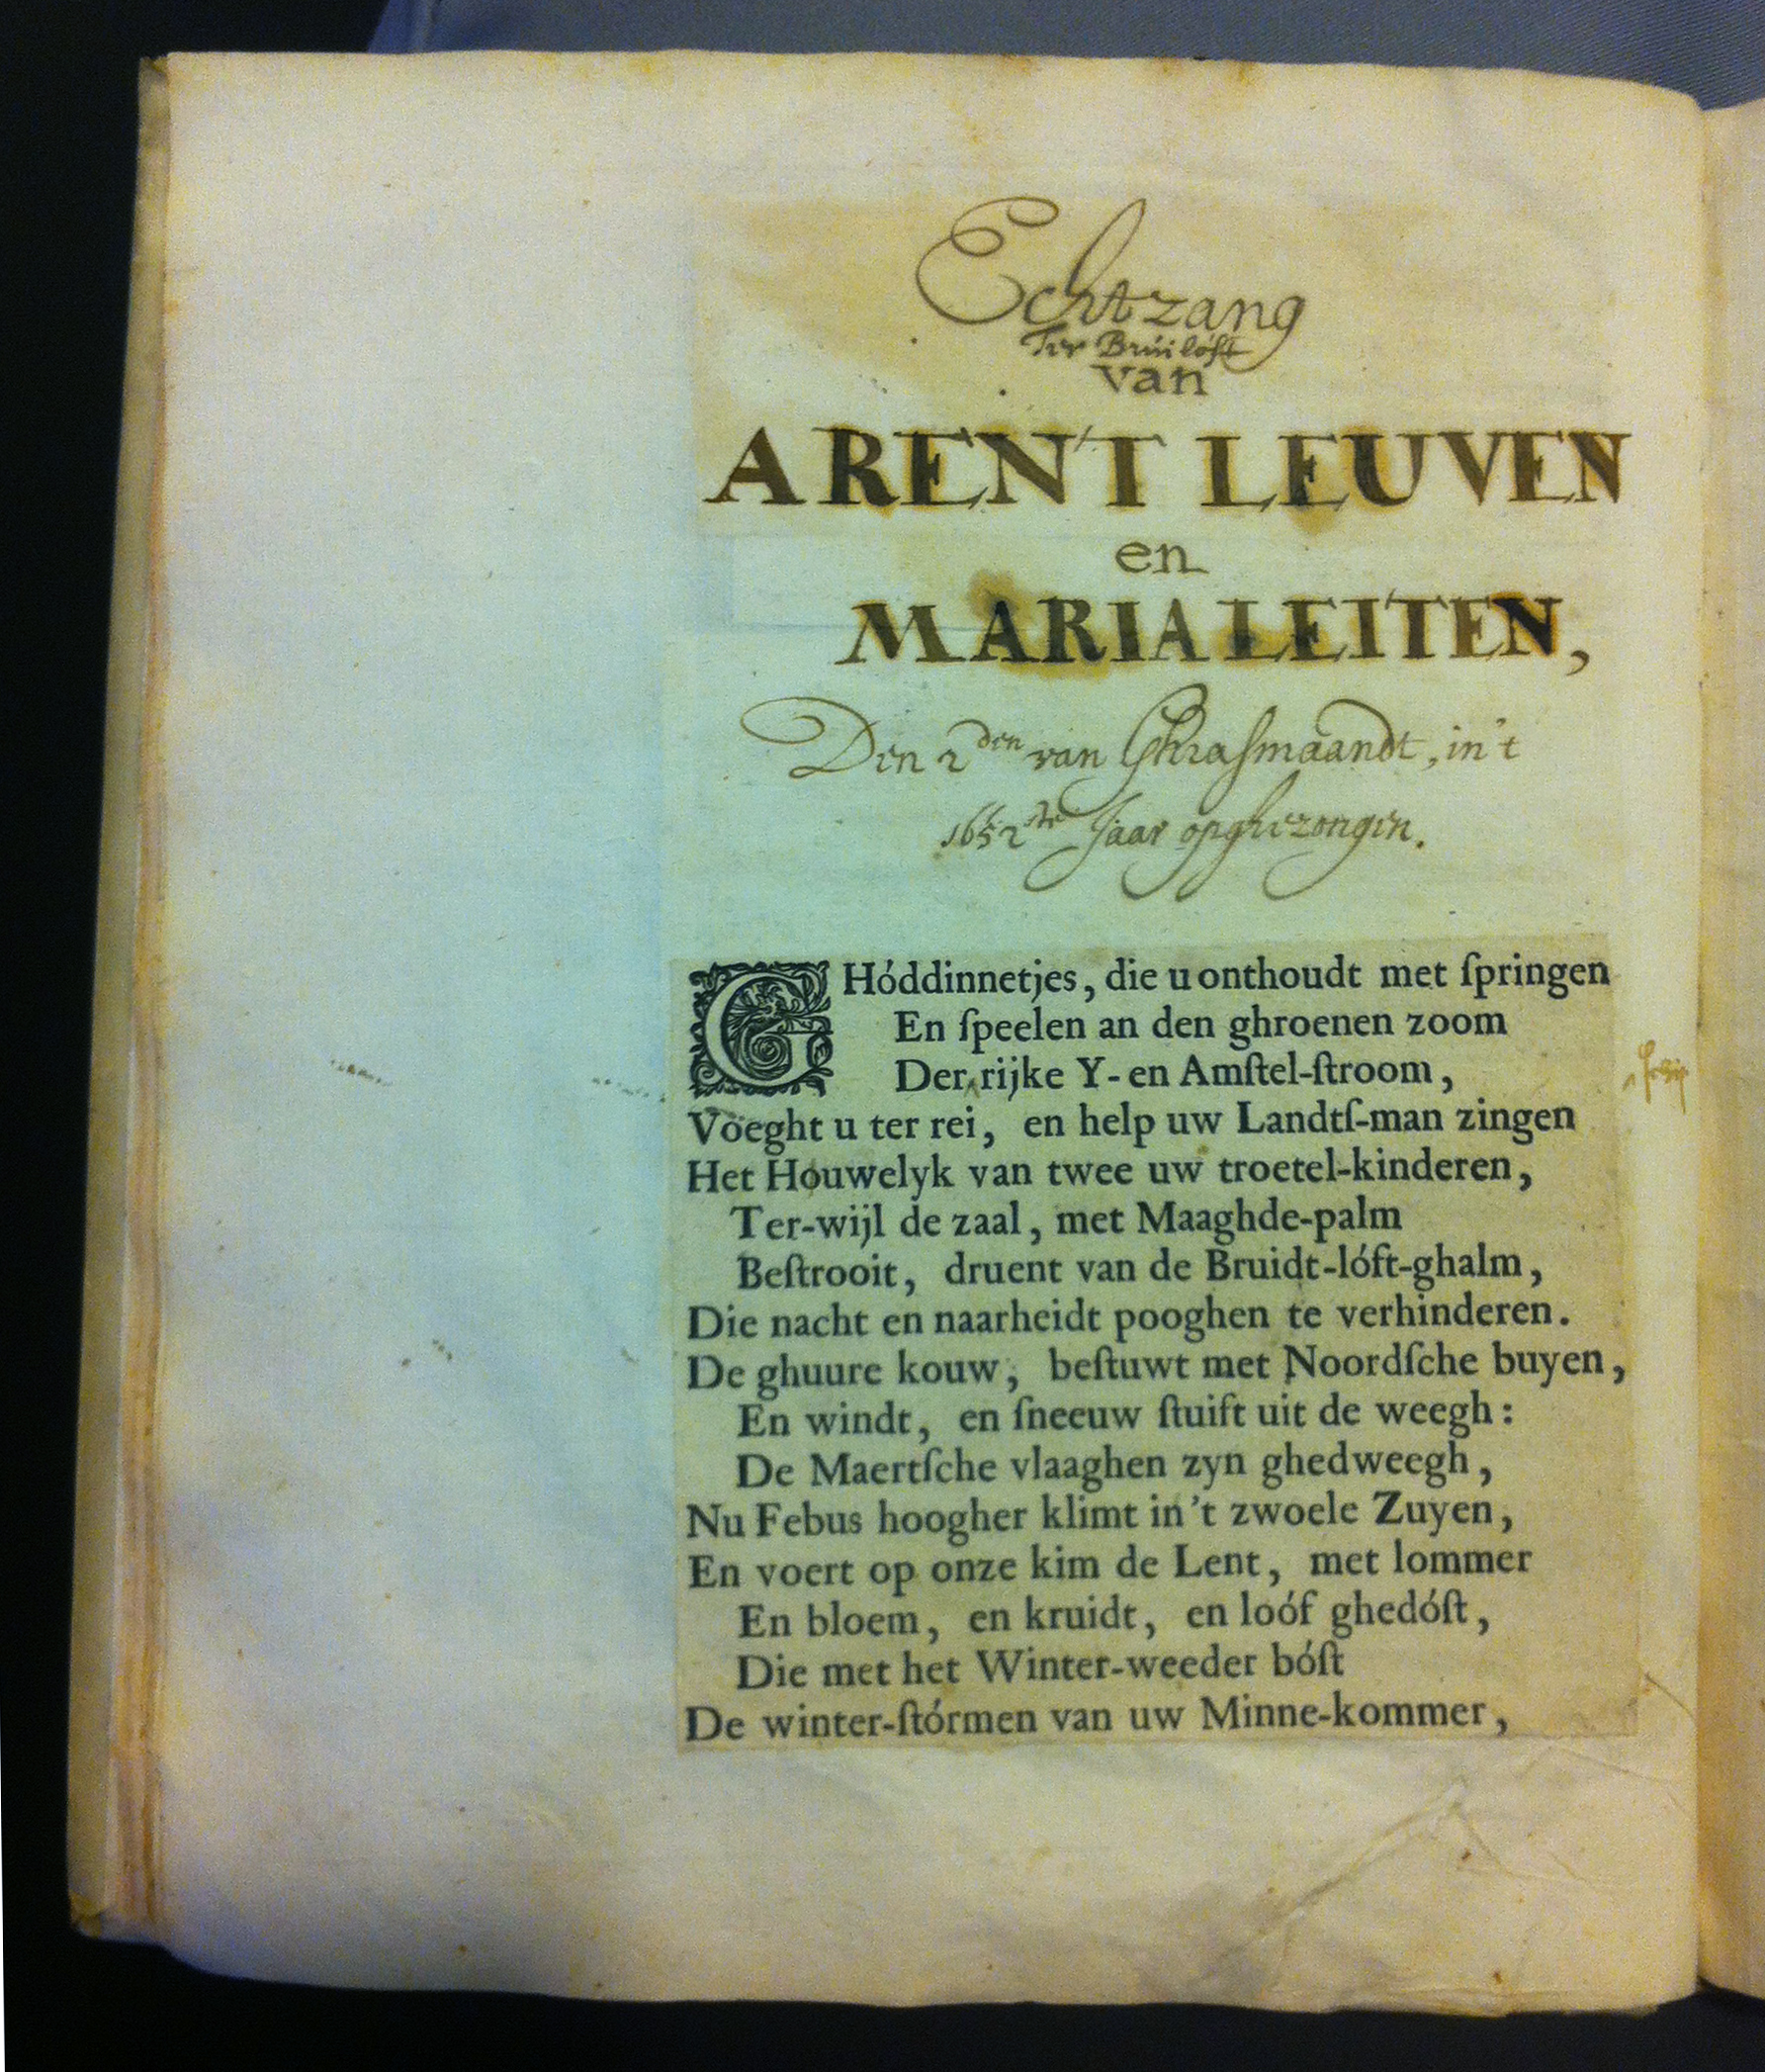 Echtzang
Ter Brúilóft
van
ARENT LEUVEN
en
MARIA LEITEN,
Den 2den van Ghrasmaandt, in't
1652ste Jaar opghezongen.
GHóddinnetjes, die u onthoudt met ſpringen
En ſpeelen an den ghroenen zoom
Der rijke Y-en Amſtel-ſtroom,
Voeght u ter rei, en help uw Landtſ-man zingen
Het Houwelyk van twee uw troetel-kinderen,
Ter-wijl de zaal, met Maaghde-palm
Beſtrooit, druent van de Bruidt-lóft-ghalm,
Die nacht en naarheidt pooghen te verhinderen.
De ghuure kouw, beſtuwt met Noordſche buyen,
En windt, en ſneeuw ſtuift uit de weegh:
De Maertſche vlaaghen zyn ghedweegh,
Nu Febus hoogher klimt in 't zwoele Zuyen,
En voert op onze kim de Lent, met lommer
En bloem, en kruidt, en loóf ghedóſt,
Die met het Winter-weeder bóſt
De winter-ſtórmen van uw Minne-kommer,